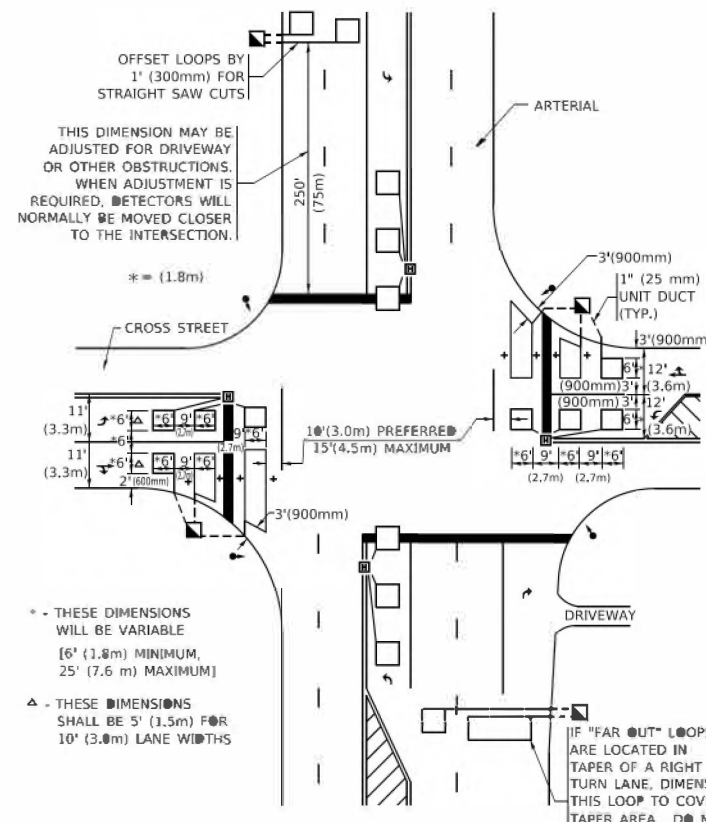 OFFSET LOOPS BY
1' (300mm) FOR
STRAIGHT SAW CUTS
THIS DIMENSION MAY BE
ADJUSTED FOR DRIVEWAY
OR OTHER OBSTRUCTIONS.
WHEN ADJUSTMENT IS
REQUIRED, DETECTORS WILL
NORMALLY BE MOVED CLOSER
TO THE INTERSECTION.
250'
(75m)
ARTERIAL
* = (1.8m)
H
3'(900mm)
1" (25 mm)
UNIT DUCT
(TYP.)
CROSS STREET
3'(900mm
6'*
12'
(3.6m)
(900mm) 3'
(900mm) 3'
12'
(3.6m)
6'*
H
*6' 9' *6' 9' *6'
(2.7m) (2.7m)
H
11'
(3.3m)
*6'
*6' 9' *6'
*6'
9' *6'
(2.7m)
11'
(3.3m)
*6'
*6' 9' *6'
2' (600mm)
10'(3.0m) PREFERRED
15'(4.5m) MAXIMUM
3'(900mm)
H
DRIVEWAY
* - THESE DIMENSIONS
WILL BE VARIABLE
[6' (1.8m) MINIMUM,
25' (7.6 m) MAXIMUM]
Δ - THESE DIMENSIONS
SHALL BE 5' (1.5m) FOR
10' (3.0m) LANE WIDTHS
IF "FAR OUT" LOOPS
ARE LOCATED IN
TAPER OF A RIGHT
TURN LANE, DIMENS
THIS LOOP TO COV
TAPER AREA. DO N